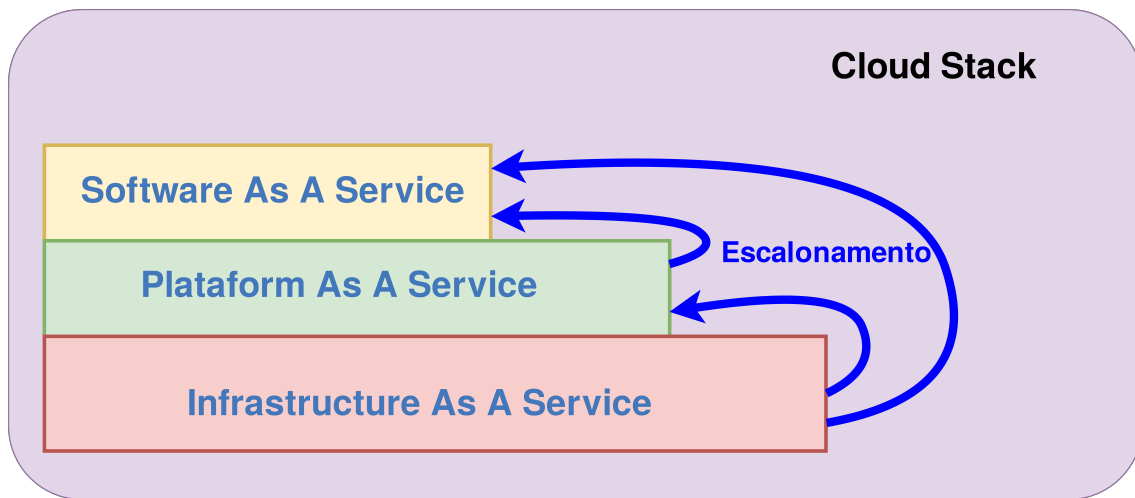 Cloud Stack
Software As A Service
Plataform As A Service
Escalonamento
Infrastructure As A Service